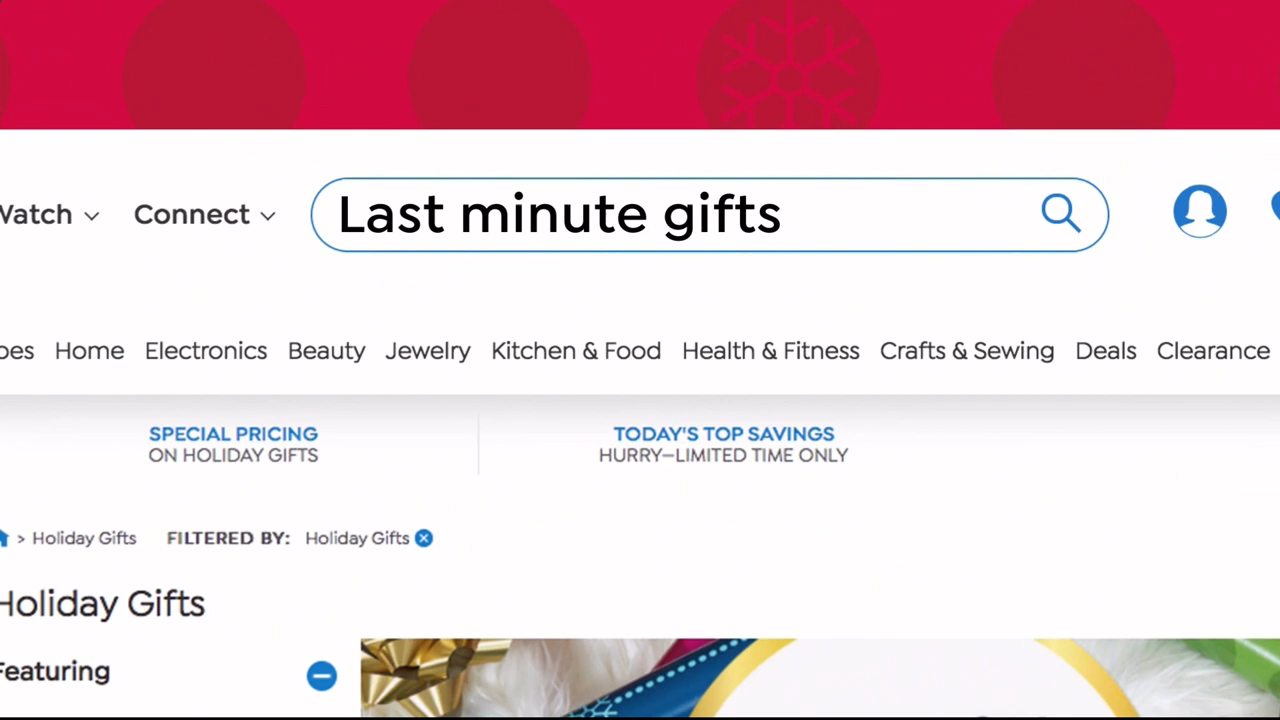 Watch Connect Last minute gifts
Home Electronics Beauty Jewelry Kitchen & Food Health & Fitness Crafts & Sewing Deals Clearance
SPECIAL PRICING
ON HOLIDAY GIFTS
TODAY'S TOP SAVINGS
HURRY—LIMITED TIME ONLY
> Holiday Gifts FILTERED BY: Holiday Gifts
Holiday Gifts
Featuring